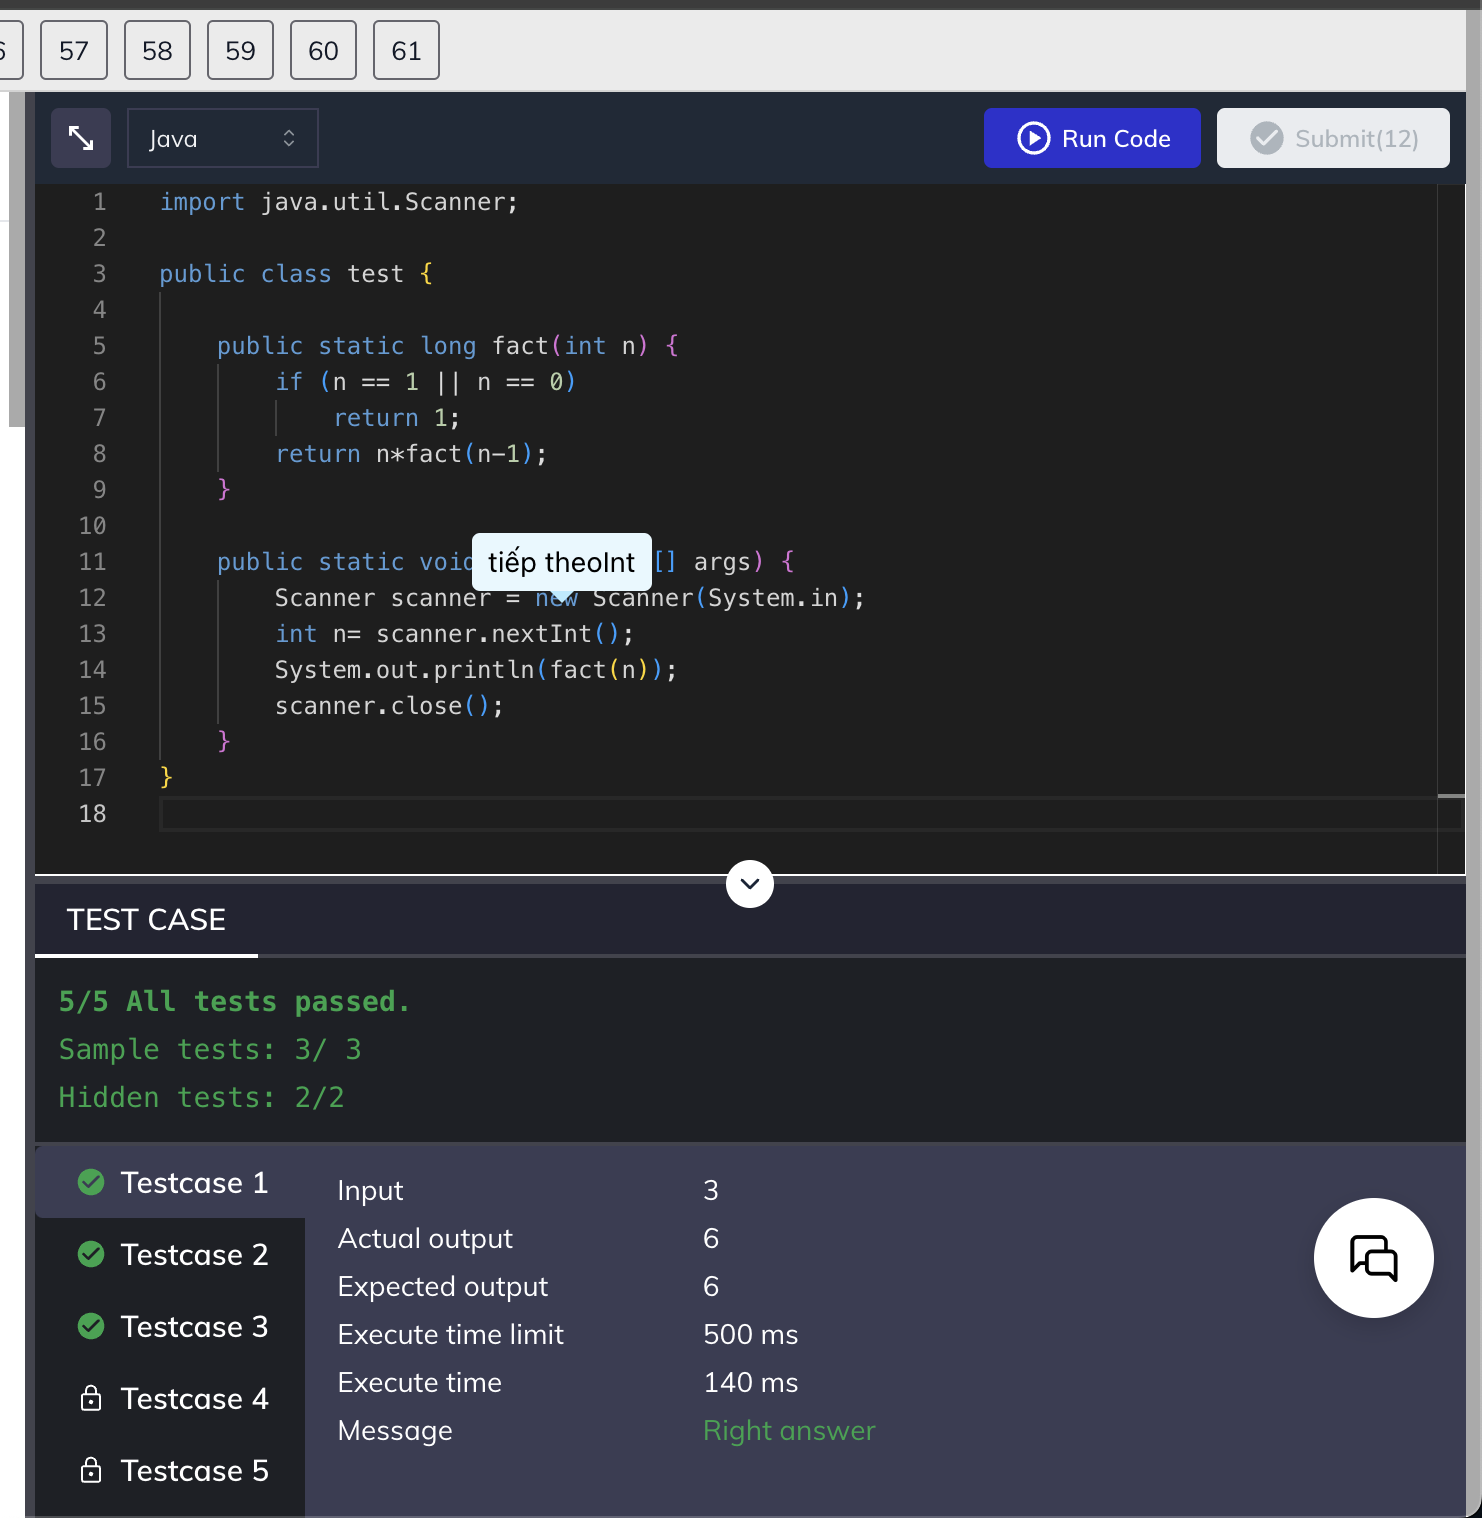 57 58 59 60 61
Java
Run Code
Submit(12)
1 import java.util.Scanner;
2
3 public class test {
4
5 public static long fact(int n) {
6 if (n == 1 || n == 0)
7 return 1;
8 return n*fact(n-1);
9 }
10
11 public static void [] args) {
tiếp theoInt
12 Scanner scanner = new Scanner(System.in);
13 int n= scanner.nextInt();
14 System.out.println(fact(n));
15 scanner.close();
16 }
17 }
18
TEST CASE
5/5 All tests passed.
Sample tests: 3/ 3
Hidden tests: 2/2
Testcase 1
Testcase 2
Testcase 3
Testcase 4
Testcase 5
Input 3
Actual output 6
Expected output 6
Execute time limit 500 ms
Execute time 140 ms
Message Right answer